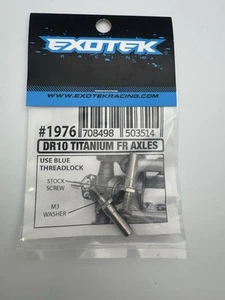 EXOTEK
WWW.EXOTEKRACING.COM
#1976 708498 503514
DR10 TITANIUM FR AXLES
USE BLUE
THREADLOCK
STOCK
SCREW
M3
WASHER